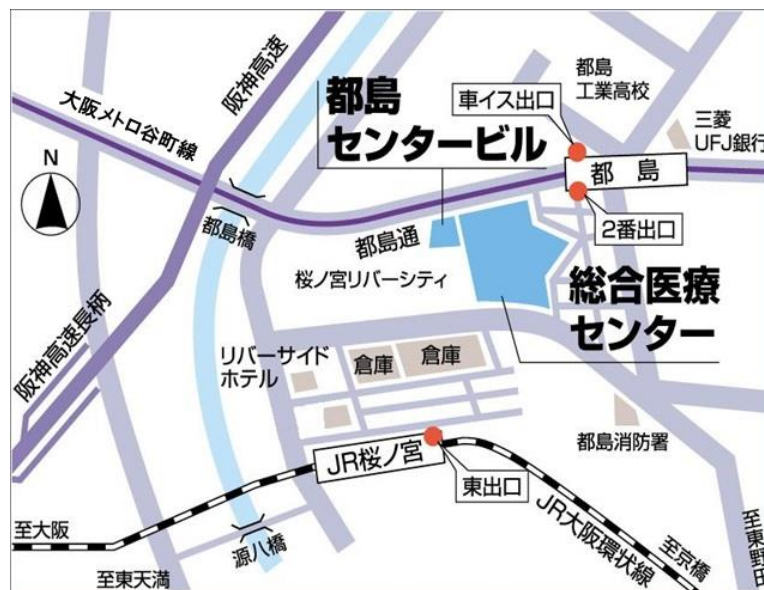 阪神高速
大阪メトロ谷町線
都島
センタービル
車イス出口
都島
工業高校
三菱
UFJ銀行
都島
2番出口
N
都島橋
都島通
桜ノ宮リバーシティ
総合医療
センター
阪神高速長柄
リバーサイド
ホテル
倉庫
倉庫
都島消防署
JR桜ノ宮
東出口
JR大阪環状線
至大阪
源八橋
至東天満
至京橋
至東野田